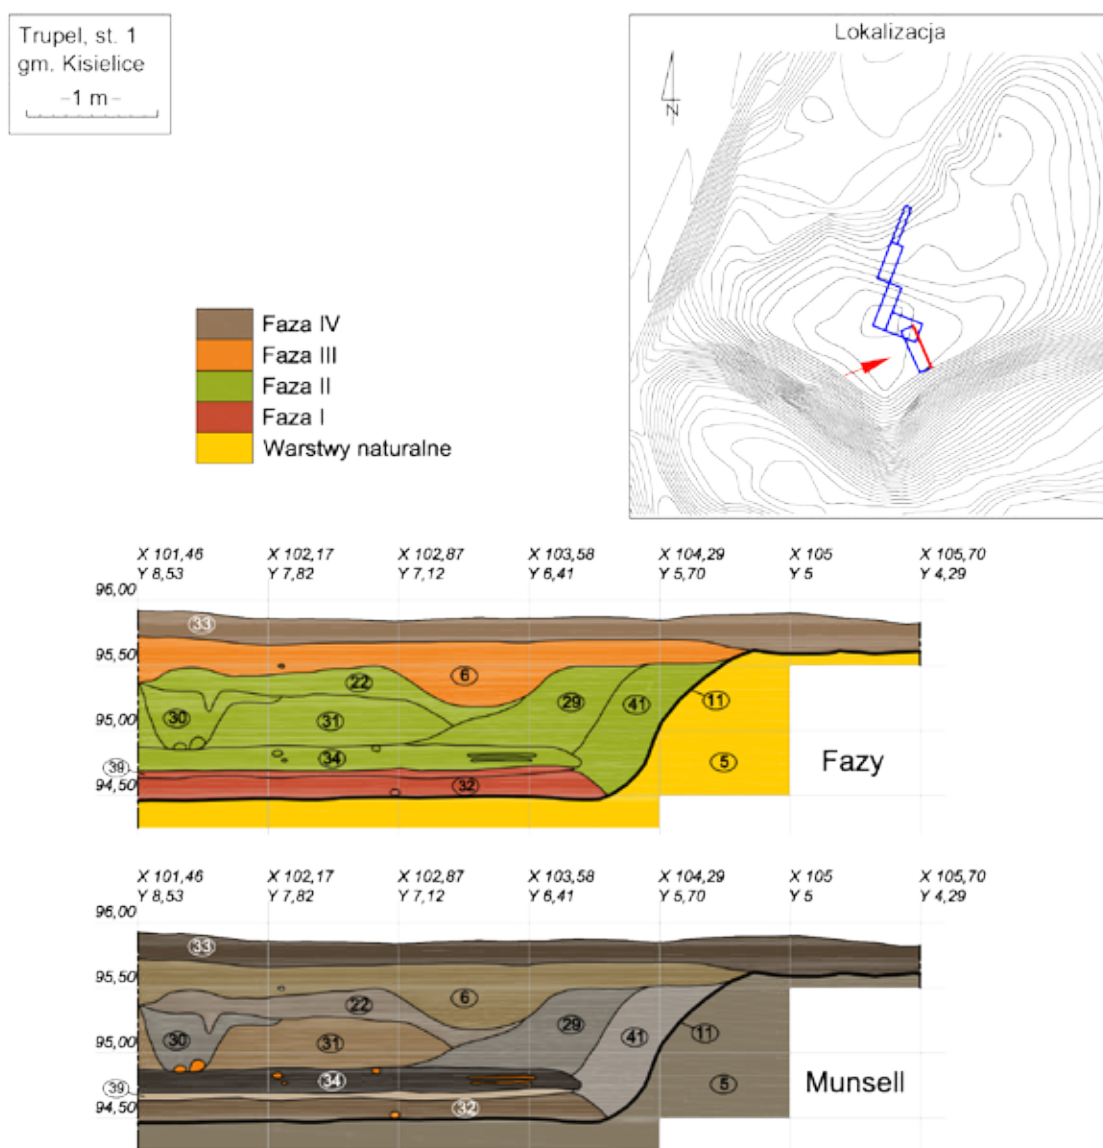 Trupel, st. 1
gm. Kisielice
1 m
Lokalizacja
N
Faza IV
Faza III
Faza II
Faza I
Warstwy naturalne
X 101,46 X 102,17 X 102,87 X 103,58 X 104,29 X 105 X 105,70
Y 8,53 Y 7,82 Y 7,12 Y 6,41 Y 5,70 Y 5 Y 4,29
96,00
33
95,50
6
22
29
41
11
30
31
95,00
34
5
Fazy
39
32
94,50
X 101,46 X 102,17 X 102,87 X 103,58 X 104,29 X 105 X 105,70
Y 8,53 Y 7,82 Y 7,12 Y 6,41 Y 5,70 Y 5 Y 4,29
96,00
33
95,50
6
22
29
41
11
30
31
95,00
34
5
Munsell
39
32
94,50